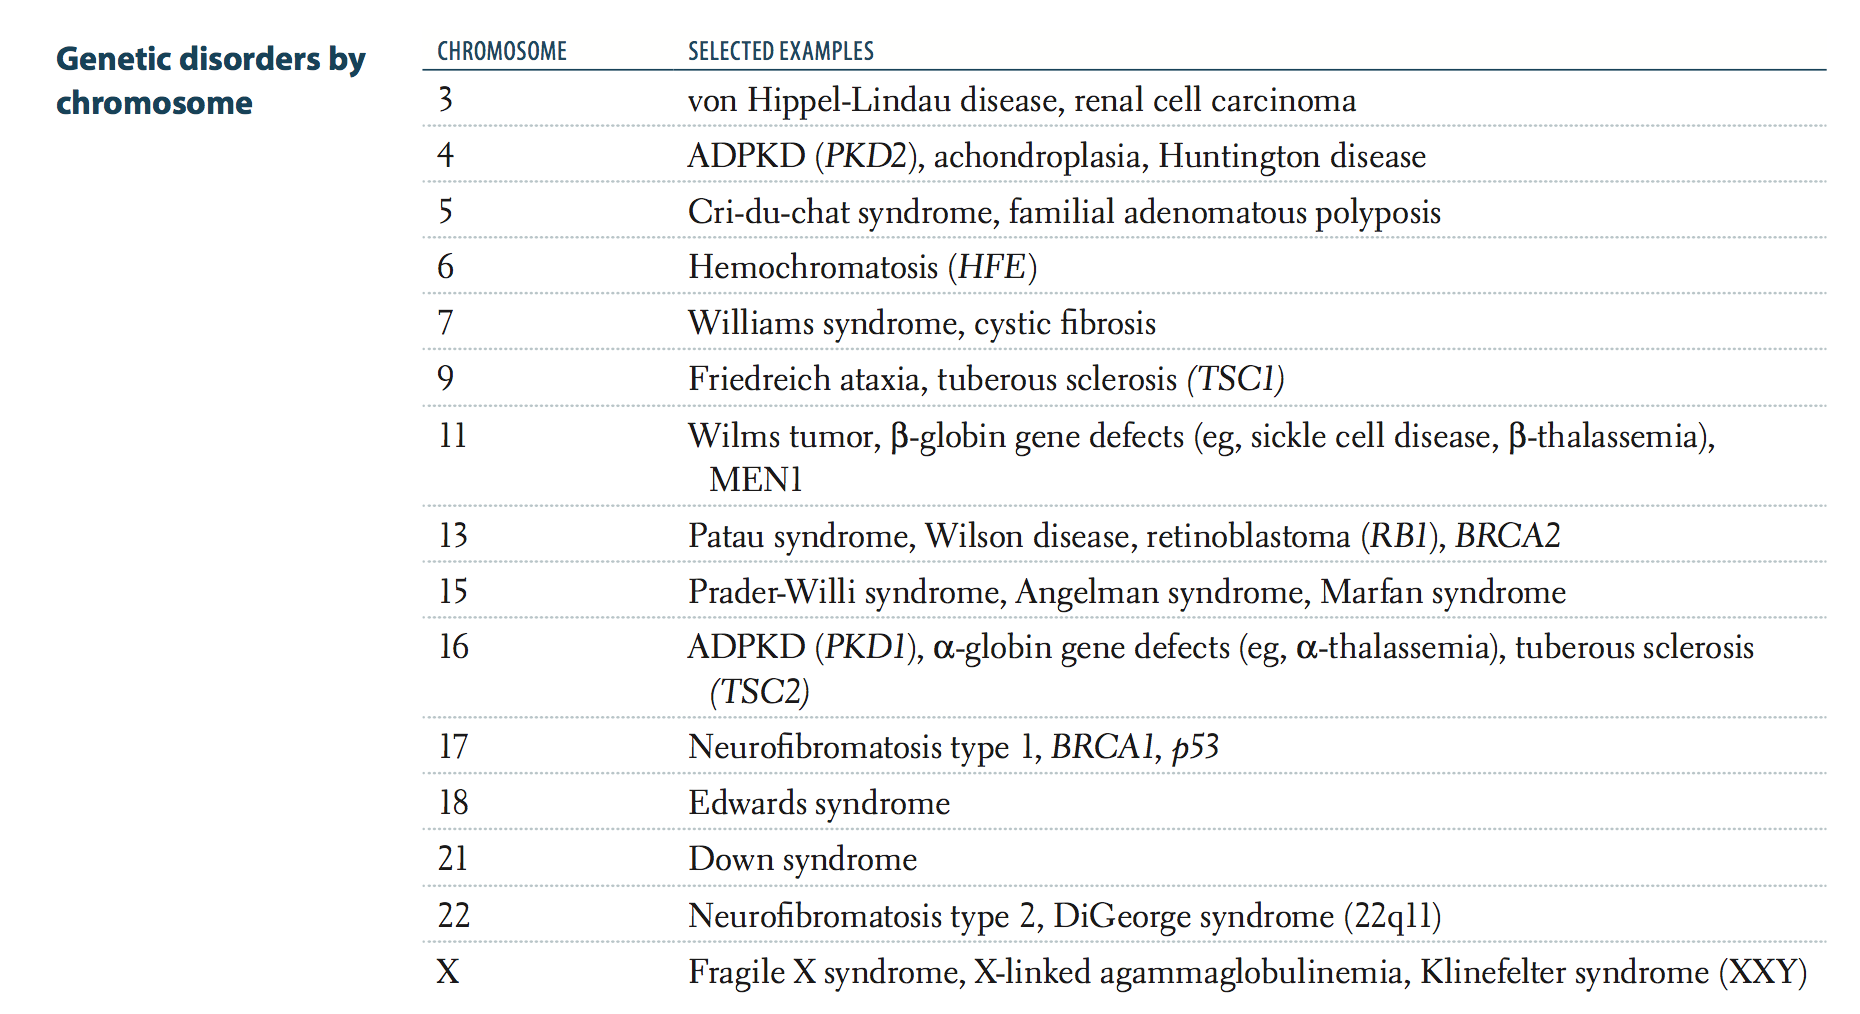 Genetic disorders by
chromosome
CHROMOSOME SELECTED EXAMPLES
3 von Hippel-Lindau disease, renal cell carcinoma
4 ADPKD (PKD2), achondroplasia, Huntington disease
5 Cri-du-chat syndrome, familial adenomatous polyposis
6 Hemochromatosis (HFE)
7 Williams syndrome, cystic fibrosis
9 Friedreich ataxia, tuberous sclerosis (TSC1)
11 Wilms tumor, β-globin gene defects (eg, sickle cell disease, β-thalassemia),
MEN1
13 Patau syndrome, Wilson disease, retinoblastoma (RB1), BRCA2
15 Prader-Willi syndrome, Angelman syndrome, Marfan syndrome
16 ADPKD (PKD1), α-globin gene defects (eg, α-thalassemia), tuberous sclerosis
(TSC2)
17 Neurofibromatosis type 1, BRCA1, p53
18 Edwards syndrome
21 Down syndrome
22 Neurofibromatosis type 2, DiGeorge syndrome (22q11)
X Fragile X syndrome, X-linked agammaglobulinemia, Klinefelter syndrome (XXY)